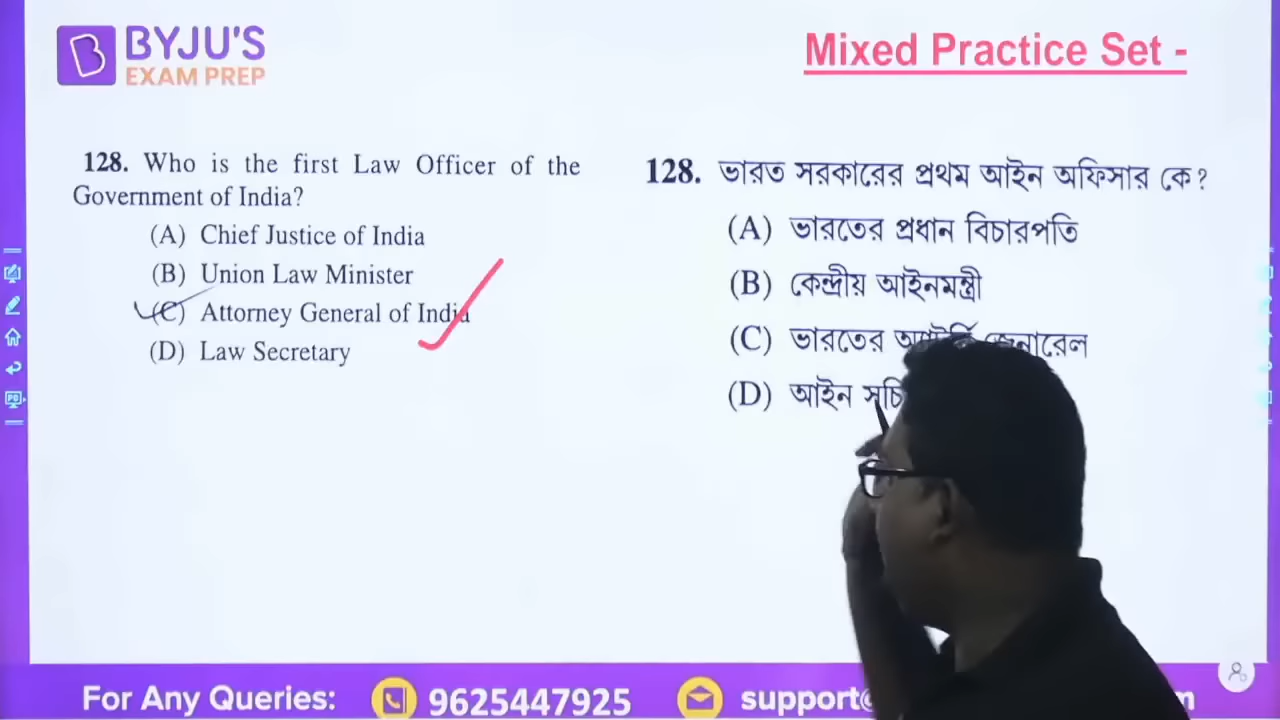 BYJU'S
EXAM PREP
Mixed Practice Set -
128. Who is the first Law Officer of the
Government of India?
(A) Chief Justice of India
(B) Union Law Minister
(C) Attorney General of India
(D) Law Secretary
128. ভারত সরকারের প্রথম আইন অফিসার কে?
(A) ভারতের প্রধান বিচারপতি
(B) কেন্দ্রীয় আইনমন্ত্রী
(C) ভারতের জেনারেল
(D) আইন
For Any Queries:
9625447925